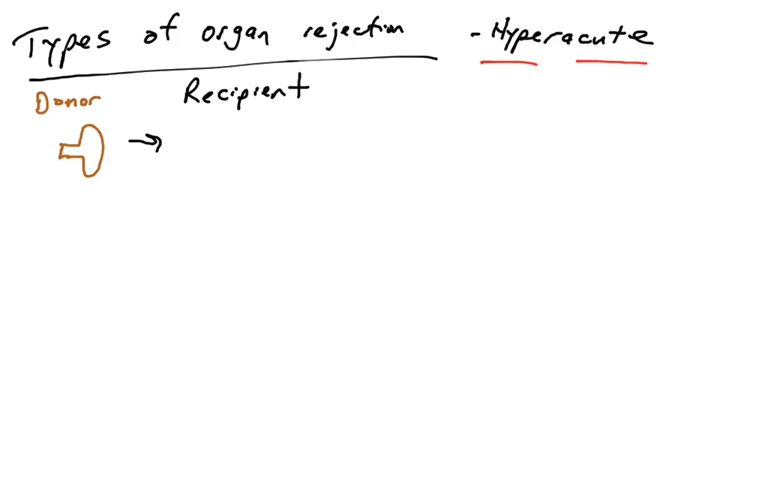 Types of organ rejection - Hyperacute
Donor Recipient